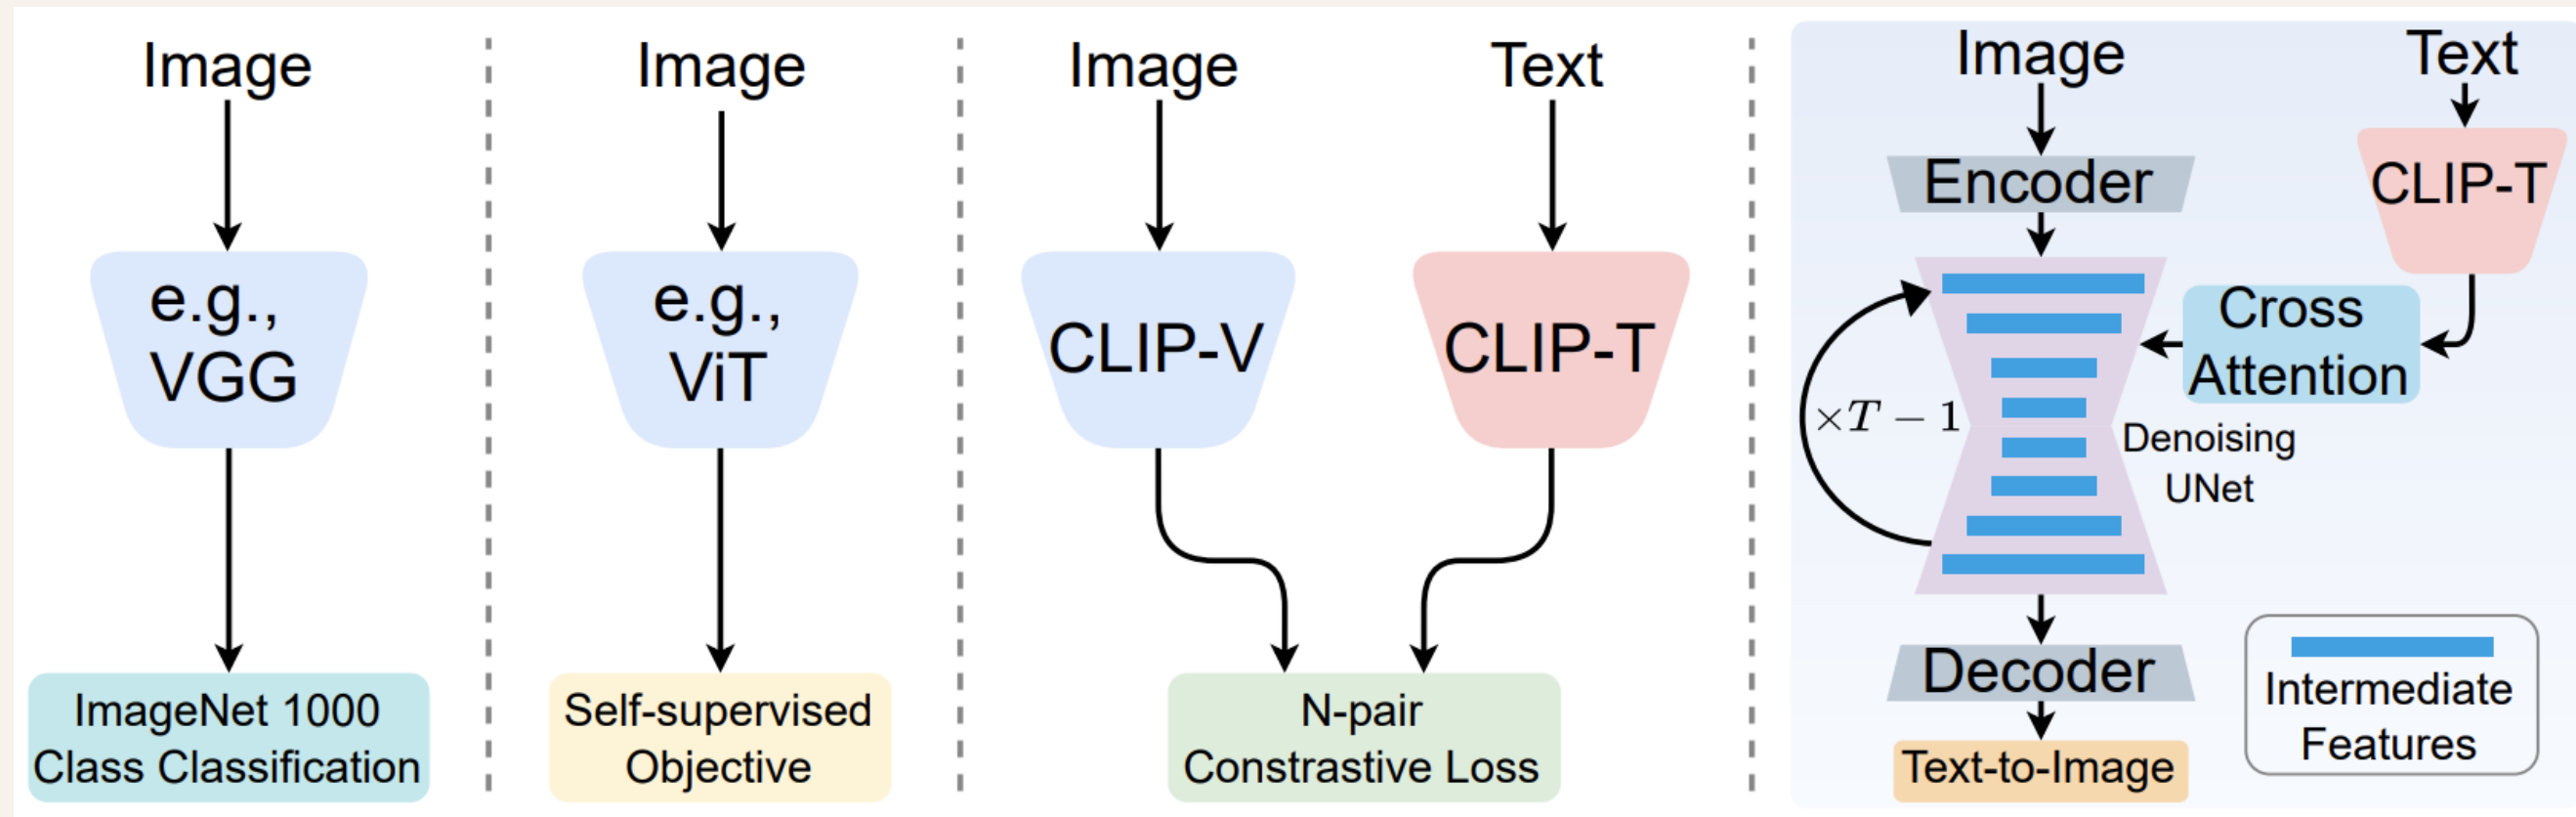 Image
e.g.,
VGG
ImageNet 1000
Class Classification
Image
e.g.,
ViT
Self-supervised
Objective
Image
Text
CLIP-V
CLIP-T
N-pair
Constrastive Loss
Image
Text
Encoder
CLIP-T
Cross
Attention
×T − 1
Denoising
UNet
Decoder
Text-to-Image
Intermediate
Features